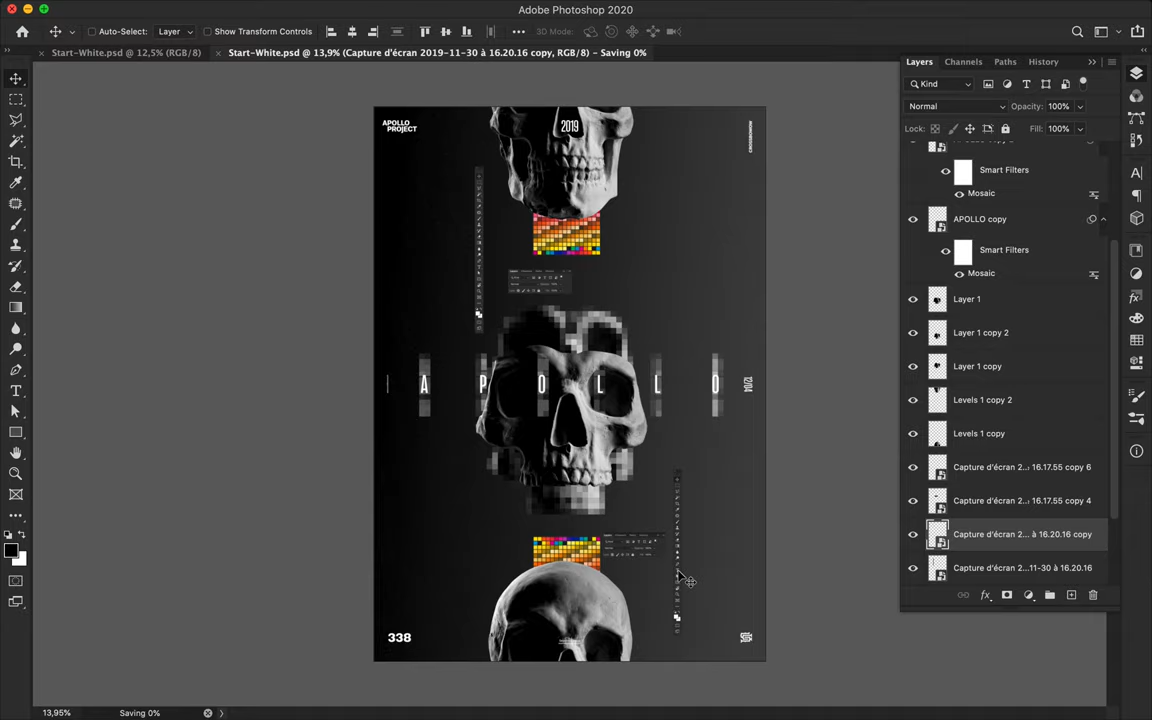 Adobe Photoshop 2020
Auto-Select: Layer Show Transform Controls 3D Mode:
Start-White.psd @ 12,5% (RGB/8)
Start-White.psd @ 13,9% (Capture d'écran 2019-11-30 à 16.20.16 copy, RGB/8) – Saving 0%
Layers Channels Paths History
Kind
Normal Opacity: 100%
Lock: Fill: 100%
Smart Filters
Mosaic
APOLLO copy
Smart Filters
Mosaic
Layer 1
Layer 1 copy 2
Layer 1 copy
Levels 1 copy 2
Levels 1 copy
Capture d'écran 2...à 16.17.55 copy 6
Capture d'écran 2...à 16.17.55 copy 4
Capture d'écran 2... à 16.20.16 copy
Capture d'écran 2...11-30 à 16.20.16
APOLLO
PROJECT
2019
A P O L L O
12/04
338
13,95% Saving 0%